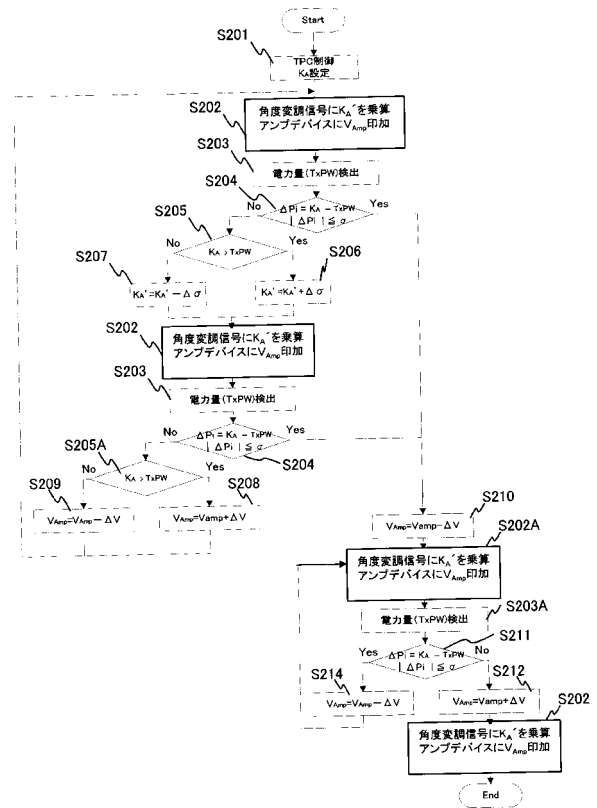 Start
S201
TPC制御
KA設定
S202
角度変調信号にKA´を乗算
アンプデバイスにVAmp印加
S203
電力量(TxPW)検出
S204
No
ΔPi = KA − TxPW
| ΔPi | ≦ σ
Yes
S205
No
KA > TxPW
Yes
S207
KA'=KA'−Δσ
S206
KA'=KA'+Δσ
S202
角度変調信号にKA´を乗算
アンプデバイスにVAmp印加
S203
電力量(TxPW)検出
No
ΔPi = KA − TxPW
| ΔPi | ≦ σ
Yes
S204
S205A
No
KA > TxPW
Yes
S209
VAmp=VAmp−ΔV
S208
VAmp=Vamp+ΔV
S210
VAmp=Vamp−ΔV
S202A
角度変調信号にKA´を乗算
アンプデバイスにVAmp印加
S203A
電力量(TxPW)検出
S211
Yes
ΔPi = KA − TxPW
| ΔPi | ≦ σ
No
S214
VAmp=VAmp−ΔV
S212
VAmp=Vamp+ΔV
S202
角度変調信号にKA´を乗算
アンプデバイスにVAmp印加
End